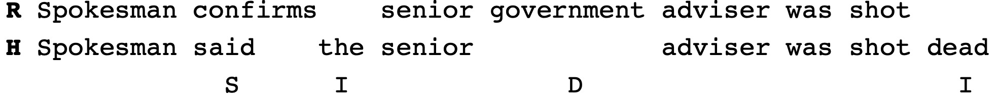 R Spokesman confirms senior government adviser was shot
H Spokesman said the senior adviser was shot dead
S I D I